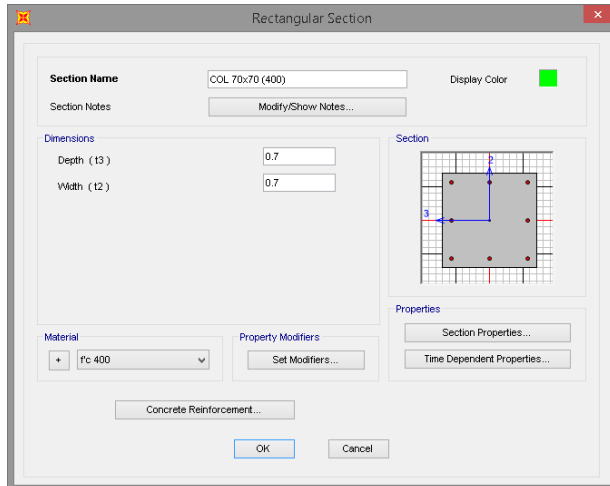 Rectangular Section
Section Name
COL 70x70 (400)
Display Color
Section Notes
Modify/Show Notes...
Dimensions
Depth ( t3 )
0.7
Width ( t2 )
0.7
Section
2
3
Properties
Section Properties...
Time Dependent Properties...
Material
+
f'c 400
Property Modifiers
Set Modifiers...
Concrete Reinforcement...
OK
Cancel